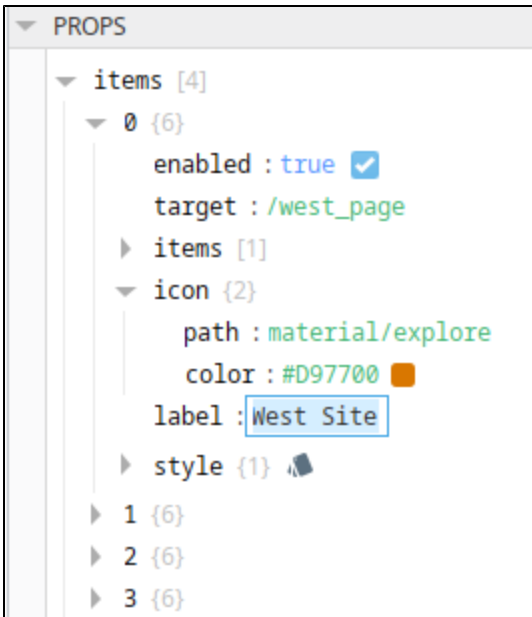 PROPS
items [4]
0 {6}
enabled : true
target : /west_page
items [1]
icon {2}
path : material/explore
color : #D97700
label : West Site
style {1}
1 {6}
2 {6}
3 {6}